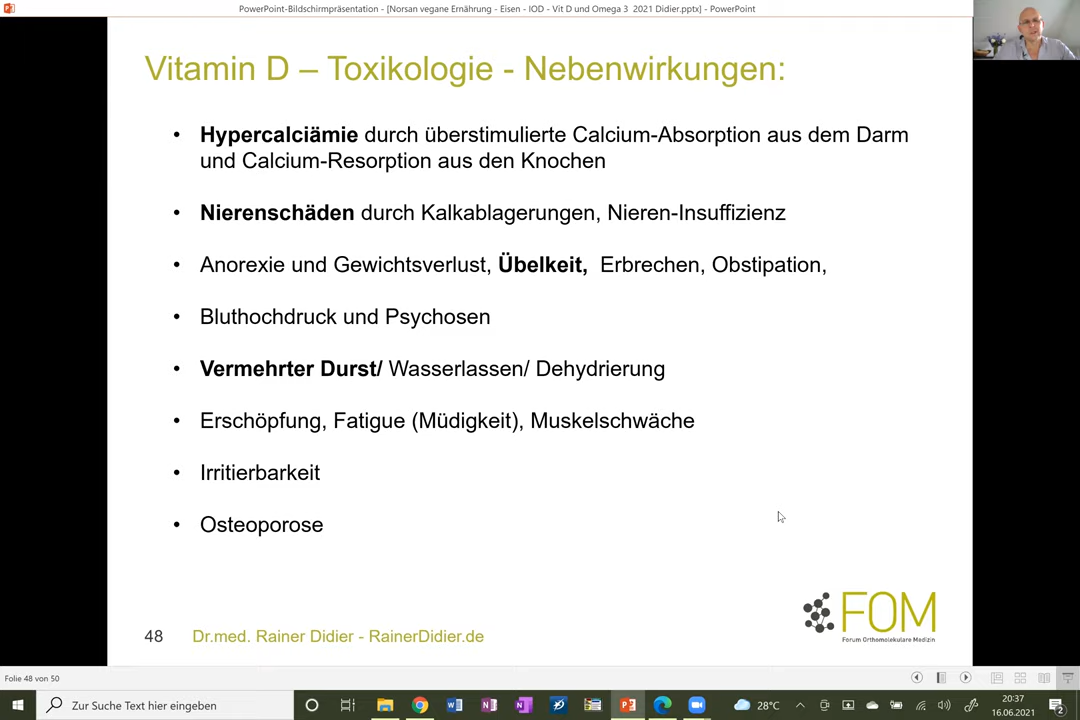 PowerPoint-Bildschirmpräsentation - [Norsan vegane Ernährung - Eisen - IOD - Vit D und Omega 3 2021 Didier.pptx] - PowerPoint
Vitamin D – Toxikologie - Nebenwirkungen:
• Hypercalciämie durch überstimulierte Calcium-Absorption aus dem Darm
und Calcium-Resorption aus den Knochen
• Nierenschäden durch Kalkablagerungen, Nieren-Insuffizienz
• Anorexie und Gewichtsverlust, Übelkeit, Erbrechen, Obstipation,
• Bluthochdruck und Psychosen
• Vermehrter Durst/ Wasserlassen/ Dehydrierung
• Erschöpfung, Fatigue (Müdigkeit), Muskelschwäche
• Irritierbarkeit
• Osteoporose
FOM
Forum Orthomolekulare Medizin
48 Dr.med. Rainer Didier - RainerDidier.de
Folie 48 von 50
Zur Suche Text hier eingeben
28°C
20:37
16.06.2021
2